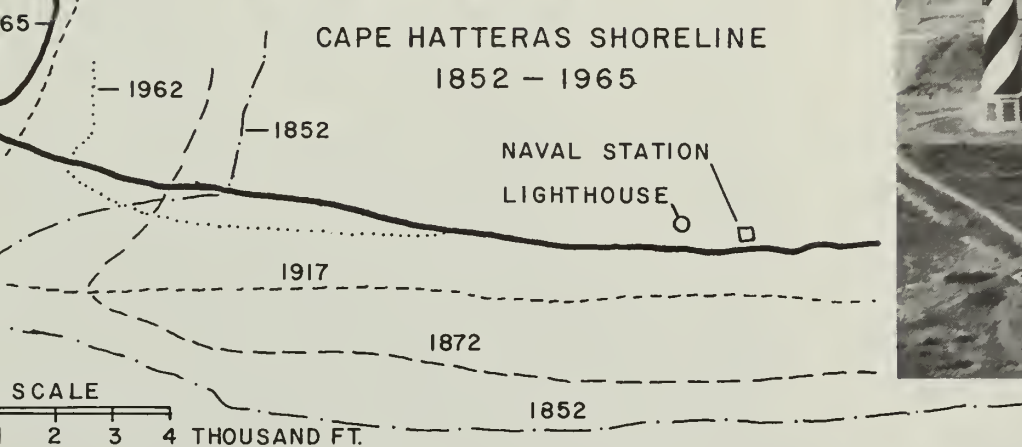 65
CAPE HATTERAS SHORELINE
1852 – 1965
1962
1852
NAVAL STATION
LIGHTHOUSE
1917
1872
1852
SCALE
2 3 4 THOUSAND FT.